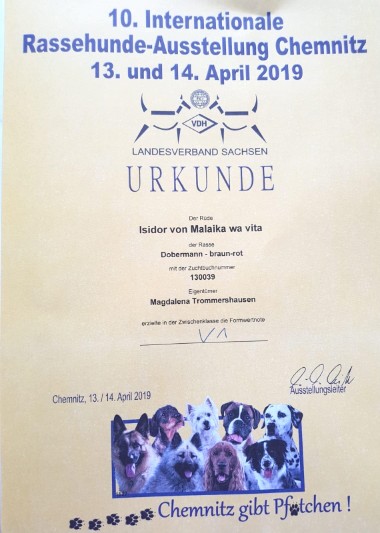 10. Internationale
Rassehunde-Ausstellung Chemnitz
13. und 14. April 2019
VDH
LANDESVERBAND SACHSEN
URKUNDE
Der Rüde
Isidor von Malaika wa vita
der Rasse
Dobermann - braun-rot
mit der Zuchtbuchnummer
130039
Eigentümer
Magdalena Trommershausen
erzielte in der Zwischenklasse die Formwertnote
V1
Chemnitz, 13. / 14. April 2019
Ausstellungsleiter
Chemnitz gibt Pfötchen !